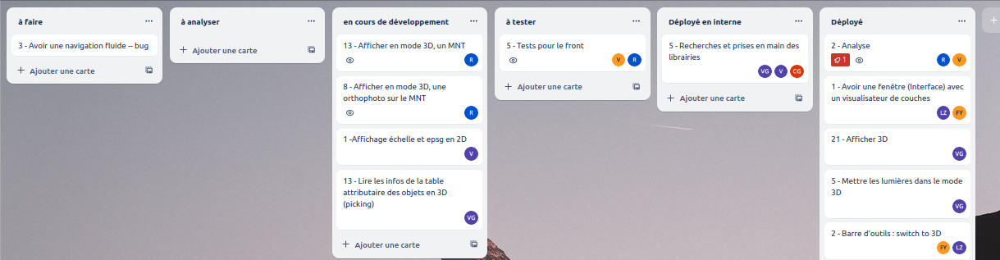 à faire
3 - Avoir une navigation fluide -- bug
Ajouter une carte
à analyser
Ajouter une carte
en cours de développement
13 - Afficher en mode 3D, un MNT
R
8 - Afficher en mode 3D, une
orthophoto sur le MNT
R
1 -Affichage échelle et epsg en 2D
V
13 - Lire les infos de la table
attributaire des objets en 3D
(picking)
VG
Ajouter une carte
à tester
5 - Tests pour le front
V R
Ajouter une carte
Déployé en interne
5 - Recherches et prises en main des
librairies
VG V CG
Ajouter une carte
Déployé
2 - Analyse
1 R V
1 - Avoir une fenêtre (Interface) avec
un visualisateur de couches
LZ FY
21 - Afficher 3D
VG
5 - Mettre les lumières dans le mode
3D
VG
2 - Barre d'outils : switch to 3D
FY LZ